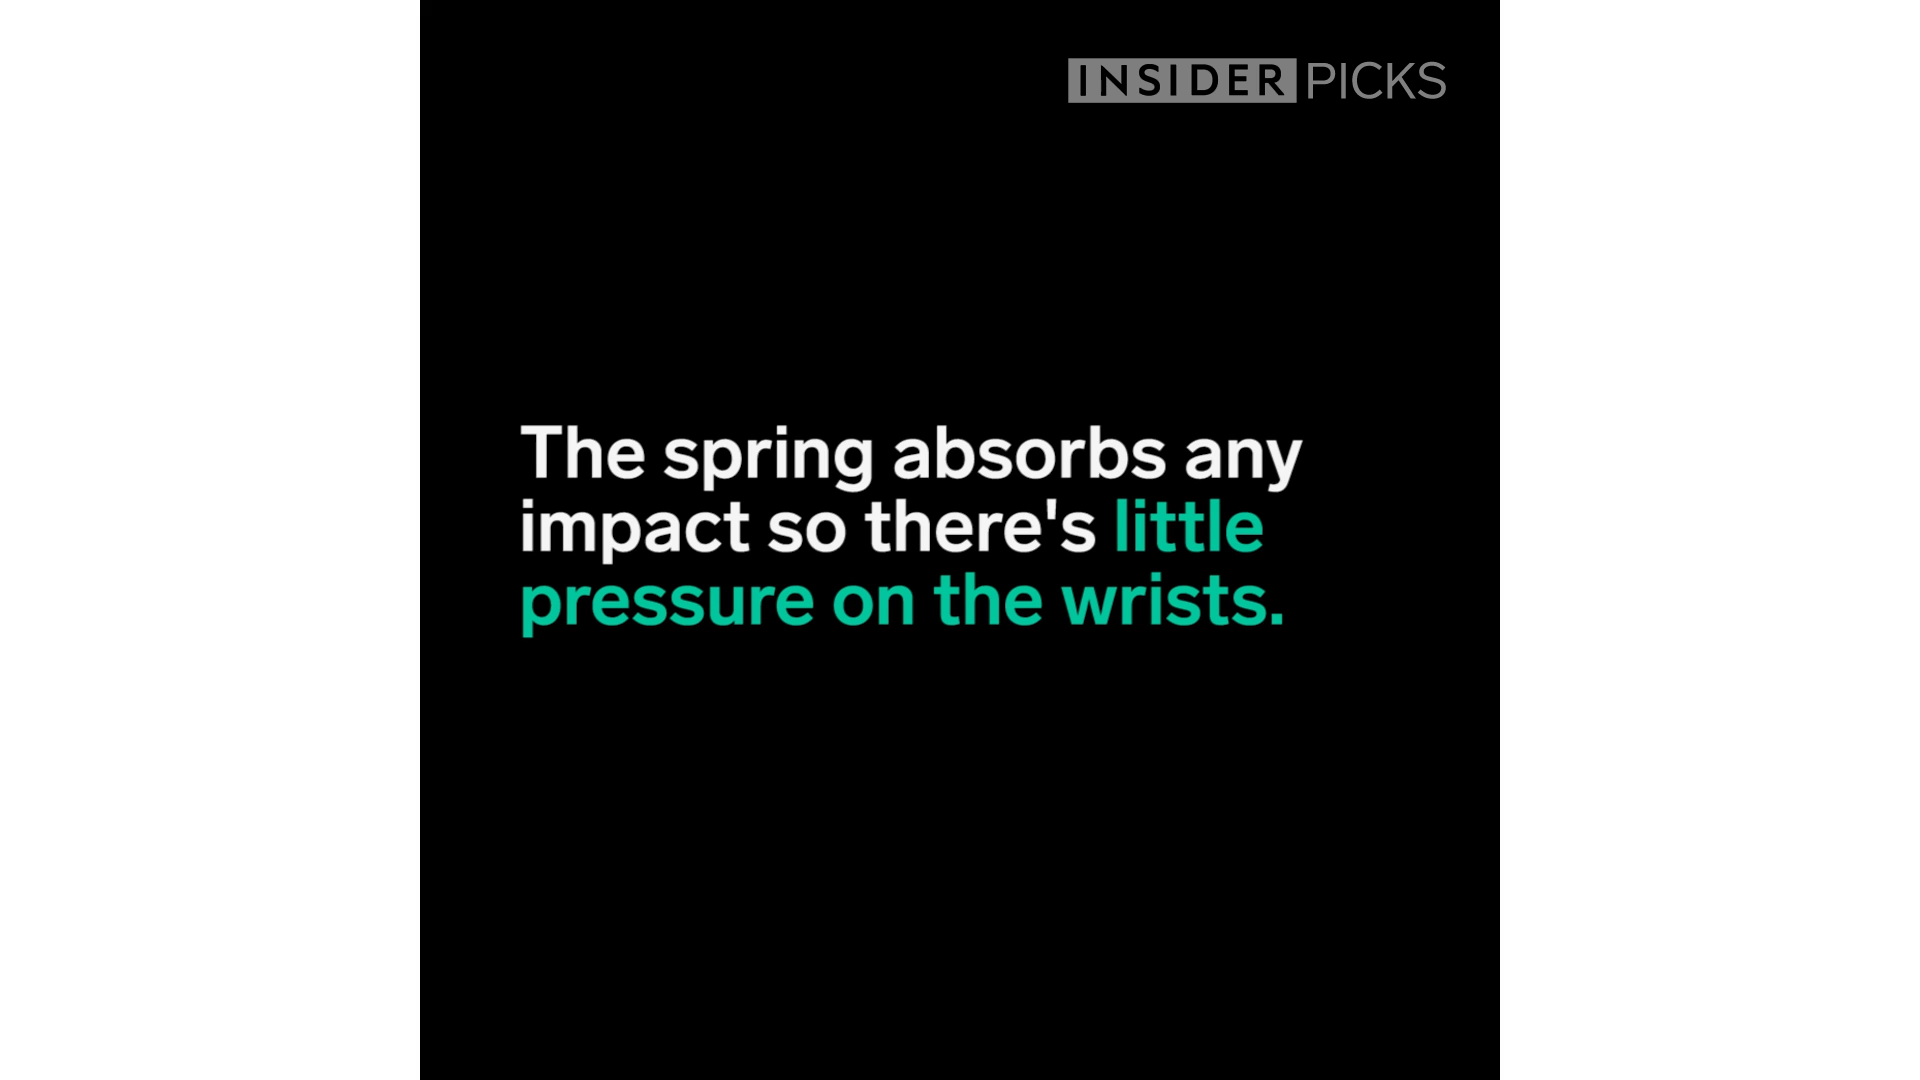 INSIDER PICKS
The spring absorbs any
impact so there's little
pressure on the wrists.